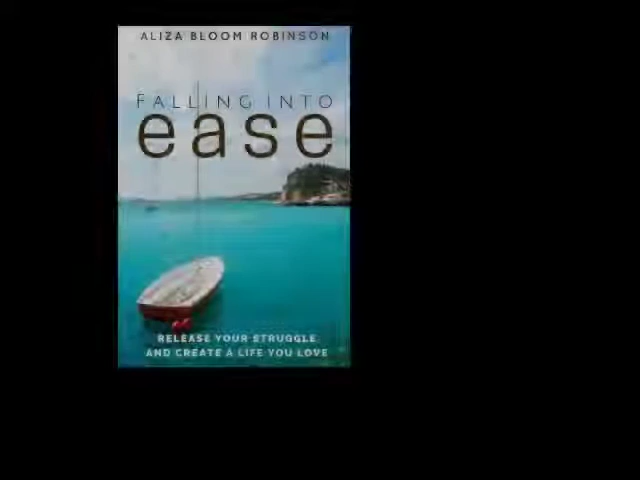 ALIZA BLOOM ROBINSON
FALLING INTO
ease
RELEASE YOUR STRUGGLE
AND CREATE A LIFE YOU LOVE